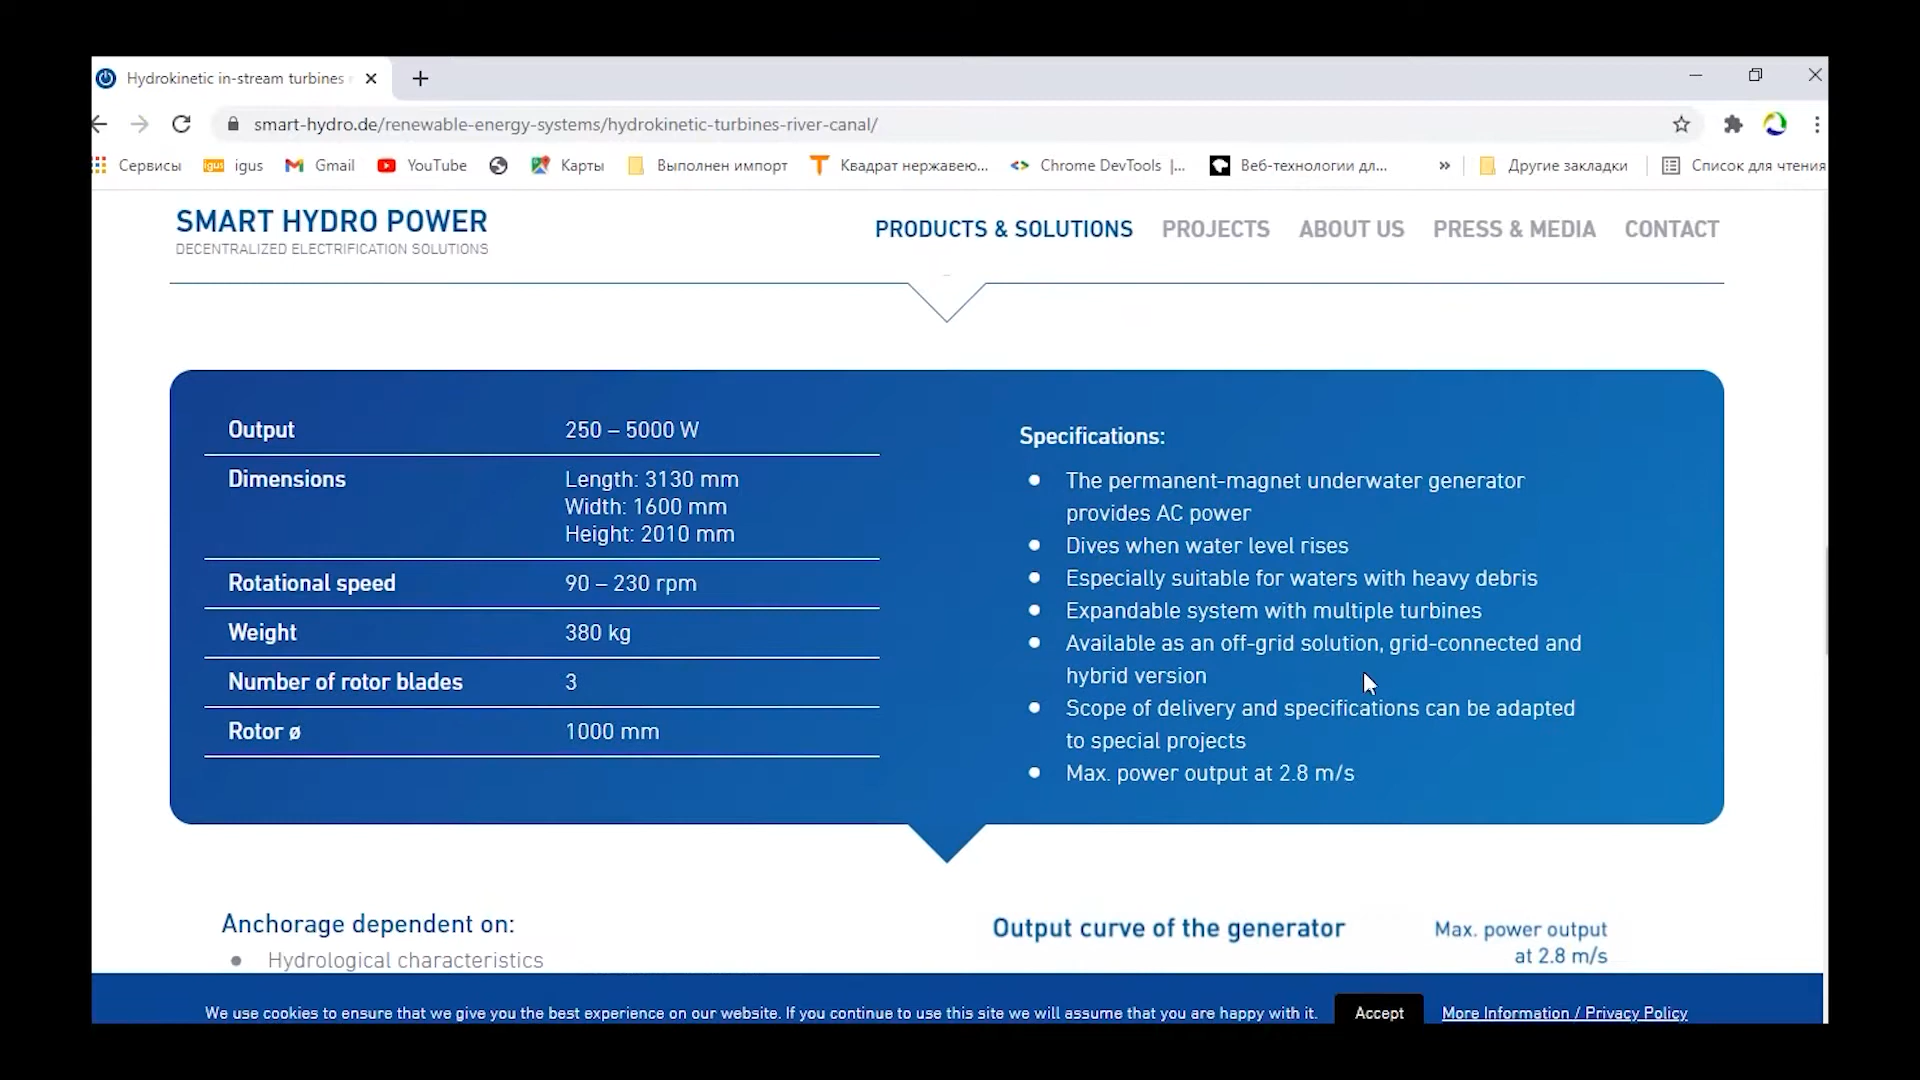 Hydrokinetic in-stream turbines
smart-hydro.de/renewable-energy-systems/hydrokinetic-turbines-river-canal/
Сервисы igus igus Gmail YouTube Карты Выполнен импорт Квадрат нержавею... Chrome DevTools |... Веб-технологии дл... » Другие закладки Список для чтения
SMART HYDRO POWER
DECENTRALIZED ELECTRIFICATION SOLUTIONS
PRODUCTS & SOLUTIONS PROJECTS ABOUT US PRESS & MEDIA CONTACT
Output 250 – 5000 W
Dimensions Length: 3130 mm
Width: 1600 mm
Height: 2010 mm
Rotational speed 90 – 230 rpm
Weight 380 kg
Number of rotor blades 3
Rotor ø 1000 mm
Specifications:
The permanent-magnet underwater generator
provides AC power
Dives when water level rises
Especially suitable for waters with heavy debris
Expandable system with multiple turbines
Available as an off-grid solution, grid-connected and
hybrid version
Scope of delivery and specifications can be adapted
to special projects
Max. power output at 2.8 m/s
Anchorage dependent on:
Hydrological characteristics
Output curve of the generator
Max. power output
at 2.8 m/s
We use cookies to ensure that we give you the best experience on our website. If you continue to use this site we will assume that you are happy with it. Accept More Information / Privacy Policy